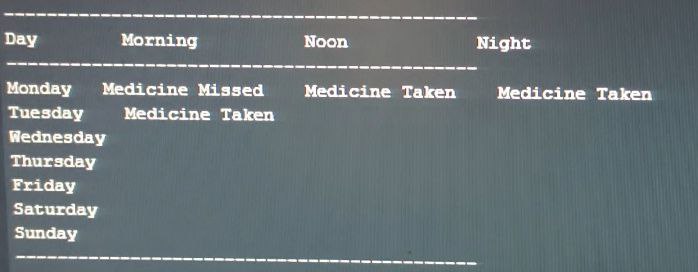 ------------------------------------------------
Day Morning Noon Night
------------------------------------------------
Monday Medicine Missed Medicine Taken Medicine Taken
Tuesday Medicine Taken
Wednesday
Thursday
Friday
Saturday
Sunday
------------------------------------------------